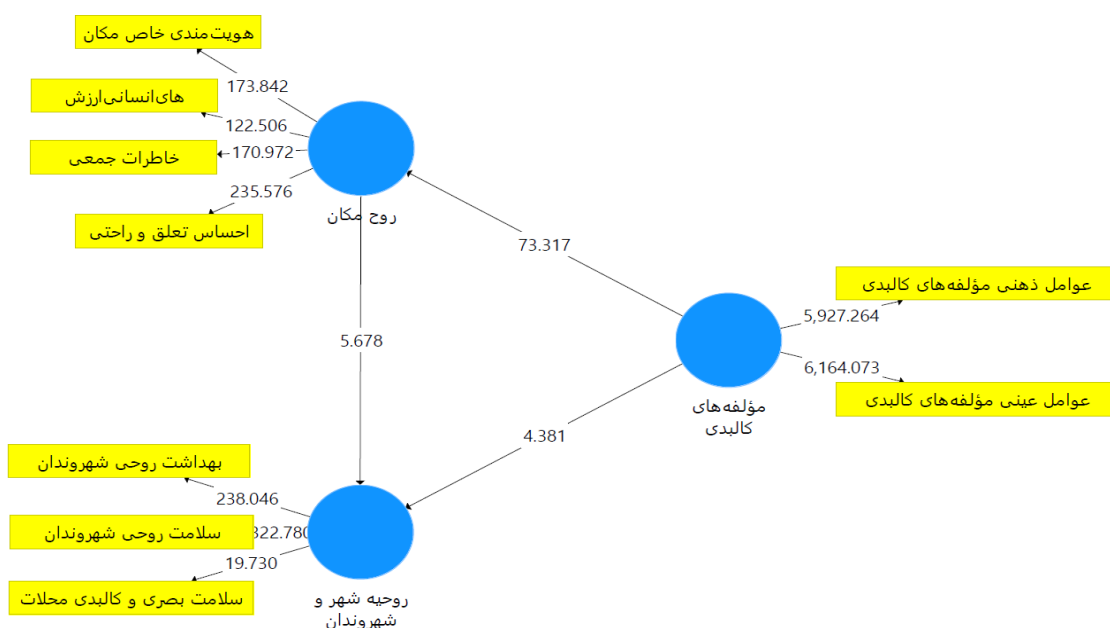 هویت‌مندی خاص مکان
173.842
های‌انسانی‌ارزش
122.506
خاطرات جمعی
170.972
235.576
احساس تعلق و راحتی
روح مکان
73.317
عوامل ذهنی مؤلفه‌های کالبدی
5,927.264
5.678
6,164.073
عوامل عینی مؤلفه‌های کالبدی
مؤلفه‌های
کالبدی
4.381
بهداشت روحی شهروندان
238.046
سلامت روحی شهروندان
322.780
19.730
سلامت بصری و کالبدی محلات
روحیه شهر و
شهروندان